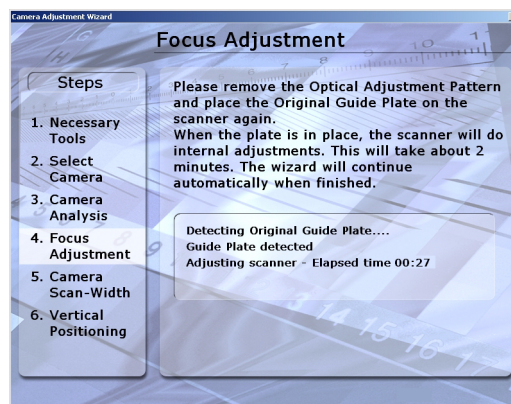 Camera Adjustment Wizard
Focus Adjustment
Steps
1. Necessary
Tools
2. Select
Camera
3. Camera
Analysis
4. Focus
Adjustment
5. Camera
Scan-Width
6. Vertical
Positioning
Please remove the Optical Adjustment Pattern
and place the Original Guide Plate on the
scanner again.
When the plate is in place, the scanner will do
internal adjustments. This will take about 2
minutes. The wizard will continue
automatically when finished.
Detecting Original Guide Plate....
Guide Plate detected
Adjusting scanner - Elapsed time 00:27